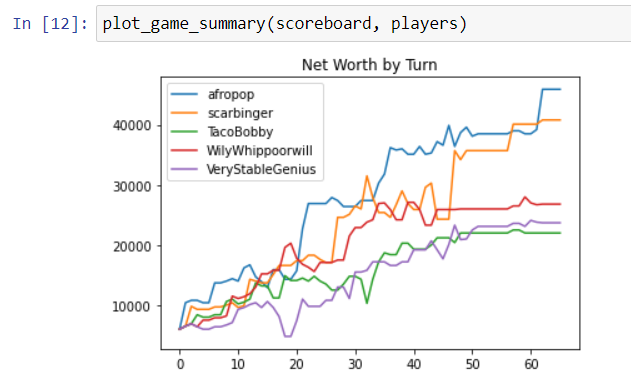 In [12]: plot_game_summary(scoreboard, players)
Net Worth by Turn
afropop
scarbinger
TacoBobby
WilyWhippoorwill
VeryStableGenius
40000
30000
20000
10000
0 10 20 30 40 50 60